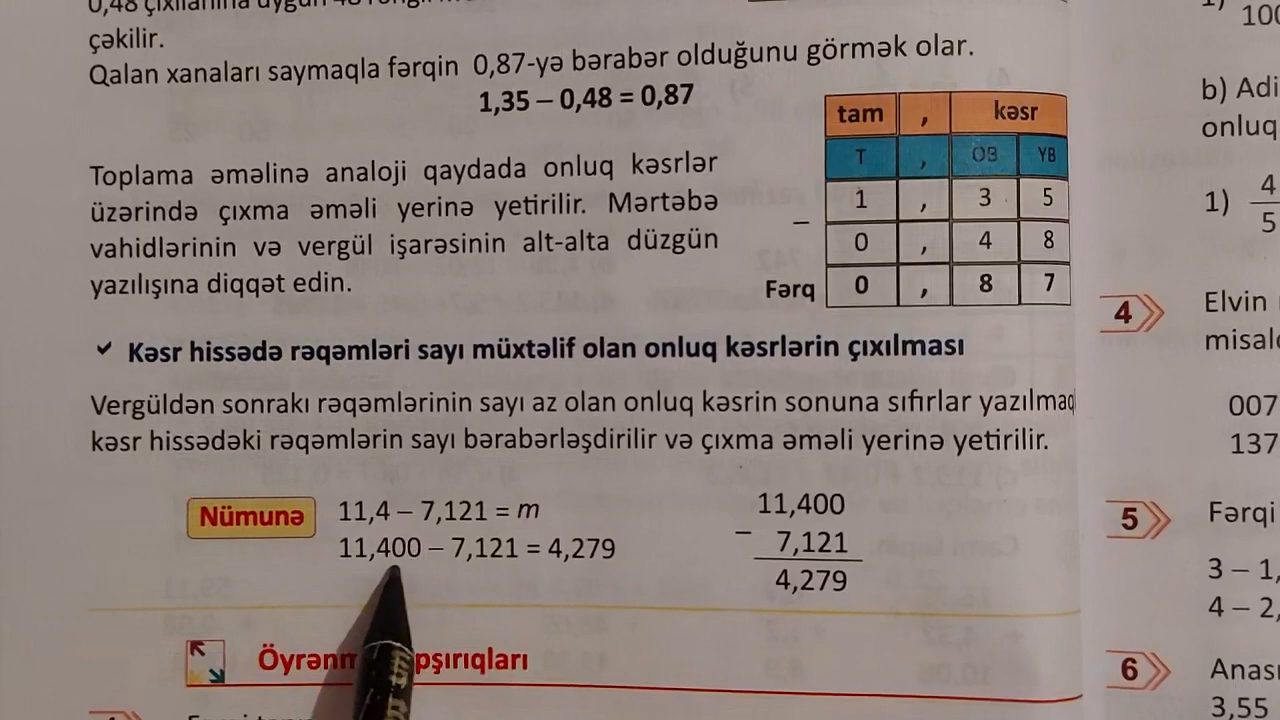 çəkilir.
Qalan xanaları saymaqla fərqin 0,87-yə bərabər olduğunu görmək olar.
1,35 – 0,48 = 0,87
Toplama əməlinə analoji qaydada onluq kəsrlər
üzərində çıxma əməli yerinə yetirilir. Mərtəbə
vahidlərinin və vergül işarəsinin alt-alta düzgün
yazılışına diqqət edin.
tam , kəsr
T , OB YB
1 , 3 5
–
0 , 4 8
Fərq 0 , 8 7
Kəsr hissədə rəqəmləri sayı müxtəlif olan onluq kəsrlərin çıxılması
Vergüldən sonrakı rəqəmlərinin sayı az olan onluq kəsrin sonuna sıfırlar yazılmaq
kəsr hissədəki rəqəmlərin sayı bərabərləşdirilir və çıxma əməli yerinə yetirilir.
Nümunə
11,4 – 7,121 = m
11,400 – 7,121 = 4,279
11,400
– 7,121
4,279
100
b) Adi
onluq
1) 4
5
4 Elvin
misal
007
137
5 Fərqi
3 – 1,
4 – 2,
6 Anası
3,55